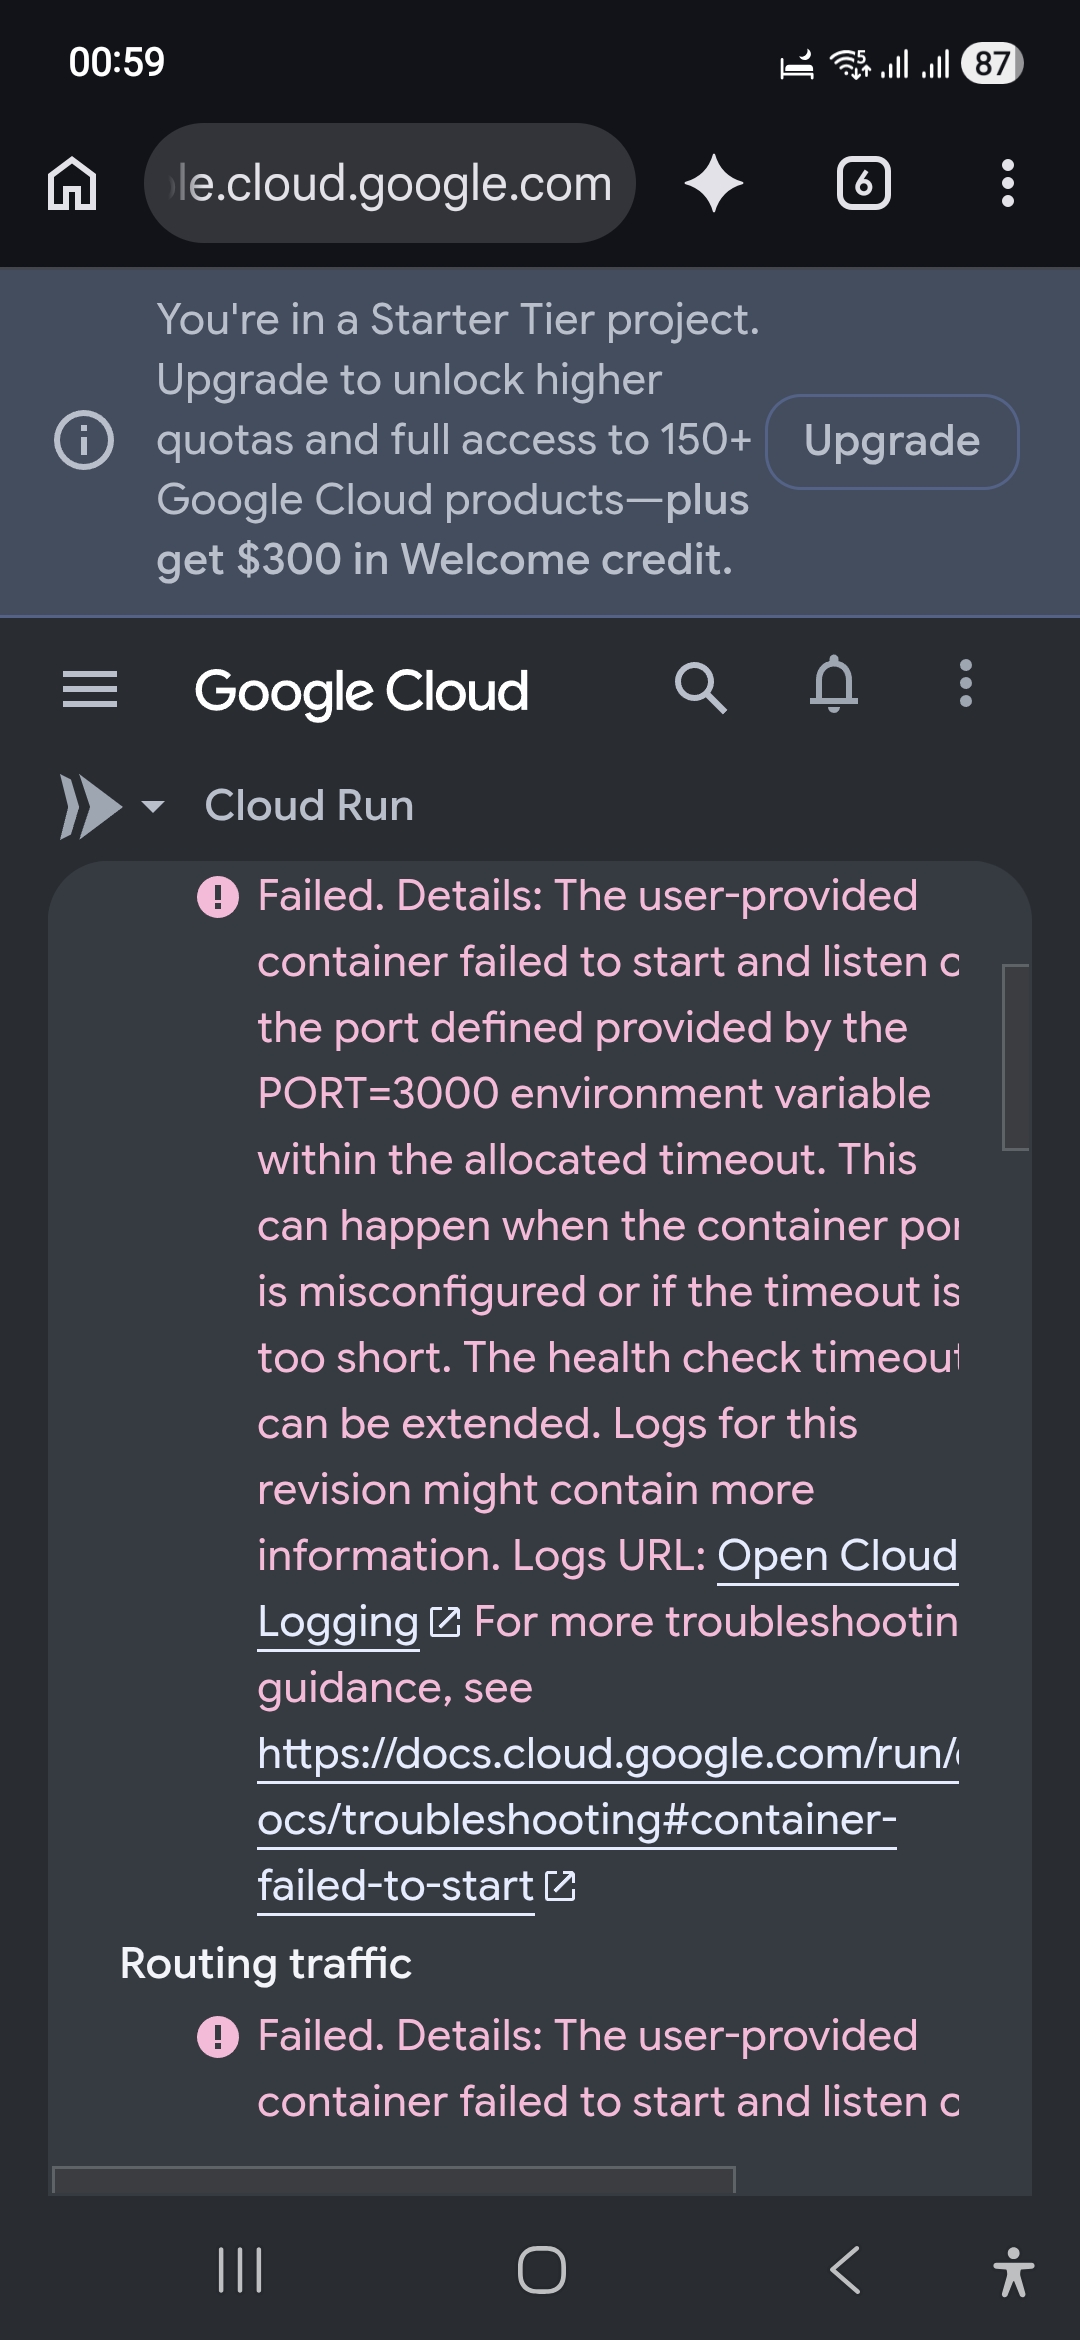 00:59
5
87
le.cloud.google.com
6
You're in a Starter Tier project.
Upgrade to unlock higher
quotas and full access to 150+
Google Cloud products—plus
get $300 in Welcome credit.
Upgrade
Google Cloud
Cloud Run
Failed. Details: The user-provided
container failed to start and listen
the port defined provided by the
PORT=3000 environment variable
within the allocated timeout. This
can happen when the container por
is misconfigured or if the timeout is
too short. The health check timeout
can be extended. Logs for this
revision might contain more
information. Logs URL: Open Cloud
Logging For more troubleshootin
guidance, see
https://docs.cloud.google.com/run/
ocs/troubleshooting#container-
failed-to-start
Routing traffic
Failed. Details: The user-provided
container failed to start and listen